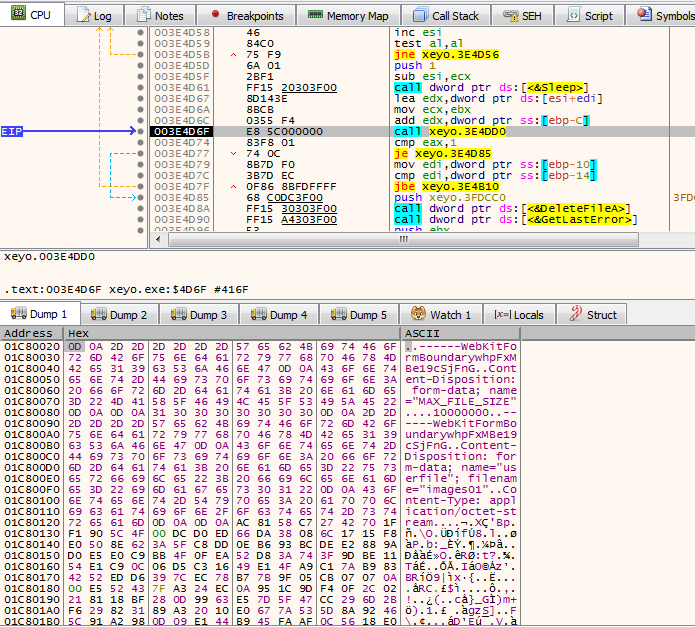 CPU Log Notes Breakpoints Memory Map Call Stack SEH Script Symbols
003E4D58 46 inc esi
003E4D59 84C0 test al,al
003E4D5B 75 F9 jne xeyo.3E4D56
003E4D5D 6A 01 push 1
003E4D5F 2BF1 sub esi,ecx
003E4D61 FF15 20303F00 call dword ptr ds:[<&Sleep>]
003E4D67 8D143E lea edx,dword ptr ds:[esi+edi]
003E4D6A 8BCB mov ecx,ebx
003E4D6C 0355 F4 add edx,dword ptr ss:[ebp-C]
EIP 003E4D6F E8 5C000000 call xeyo.3E4DD0
003E4D74 83F8 01 cmp eax,1
003E4D77 74 0C je xeyo.3E4D85
003E4D79 8B7D F0 mov edi,dword ptr ss:[ebp-10]
003E4D7C 3B7D EC cmp edi,dword ptr ss:[ebp-14]
003E4D7F 0F86 8BFDFFFF jbe xeyo.3E4B10
003E4D85 68 C0DC3F00 push xeyo.3FDCC0 3FDC
003E4D8A FF15 30303F00 call dword ptr ds:[<&DeleteFileA>]
003E4D90 FF15 A4303F00 call dword ptr ds:[<&GetLastError>]
003E4D96 53 push ebx
xeyo.003E4DD0
.text:003E4D6F xeyo.exe:$4D6F #416F
Dump 1 Dump 2 Dump 3 Dump 4 Dump 5 Watch 1 Locals Struct
Address Hex ASCII
01C80020 0D 0A 2D 2D 2D 2D 2D 2D 57 65 62 4B 69 74 46 6F ..------WebKitFo
01C80030 72 6D 42 6F 75 6E 64 61 72 79 77 68 70 46 78 4D rmBoundarywhpFxM
01C80040 42 65 31 39 63 53 6A 46 6E 47 0D 0A 43 6F 6E 74 Be19cSjFnG..Cont
01C80050 65 6E 74 2D 44 69 73 70 6F 73 69 74 69 6F 6E 3A ent-Disposition:
01C80060 20 66 6F 72 6D 2D 64 61 74 61 3B 20 6E 61 6D 65 form-data; name
01C80070 3D 22 4D 41 58 5F 46 49 4C 45 5F 53 49 5A 45 22 ="MAX_FILE_SIZE"
01C80080 0D 0A 0D 0A 31 30 30 30 30 30 30 30 0D 0A 2D 2D ....10000000..--
01C80090 2D 2D 2D 2D 57 65 62 4B 69 74 46 6F 72 6D 42 6F ----WebKitFormBo
01C800A0 75 6E 64 61 72 79 77 68 70 46 78 4D 42 65 31 39 undarywhpFxMBe19
01C800B0 63 53 6A 46 6E 47 0D 0A 43 6F 6E 74 65 6E 74 2D cSjFnG..Content-
01C800C0 44 69 73 70 6F 73 69 74 69 6F 6E 3A 20 66 6F 72 Disposition: for
01C800D0 6D 2D 64 61 74 61 3B 20 6E 61 6D 65 3D 22 75 73 m-data; name="us
01C800E0 65 72 66 69 6C 65 22 3B 20 66 69 6C 65 6E 61 6D erfile"; filenam
01C800F0 65 3D 22 69 6D 61 67 65 73 30 31 22 0D 0A 43 6F e="images01"..Co
01C80100 6E 74 65 6E 74 2D 54 79 70 65 3A 20 61 70 70 6C ntent-Type: appl
01C80110 69 63 61 74 69 6F 6E 2F 6F 63 74 65 74 2D 73 74 ication/octet-st
01C80120 72 65 61 6D 0D 0A 0D 0A AC 81 58 C7 27 42 70 1F ream....¬.XÇ'Bp.
01C80130 F1 90 5C 4F 00 DC D0 ED 66 DA 38 08 6C 17 15 F8
01C80140 E0 50 8E 62 3A 5F C8 DD 0E B6 93 BC DE E2 88 9A
01C80150 D0 E5 E0 C9 BB 4F 0F EA 52 D8 3A 74 3F 9D BE 11
01C80160 54 E1 C9 0C 06 D5 C3 16 49 E1 4F A9 C1 7A B9 83
01C80170 42 52 ED D6 39 7C EC 78 B7 7B 9F 05 CB 07 07 0A
01C80180 00 E5 52 43 7F A3 24 EC 0A 95 1C 9D F4 0F 2C 02
01C80190 21 81 18 BF 28 0D 99 63 E5 7D 5F 47 CC 29 6D 2B
01C801A0 F6 29 82 31 89 A3 20 10 E0 67 7A 53 5D 8A 92 46
01C801B0 5C 91 A2 98 0D 09 E1 44 B9 45 FA AF 0C 56 18 E0